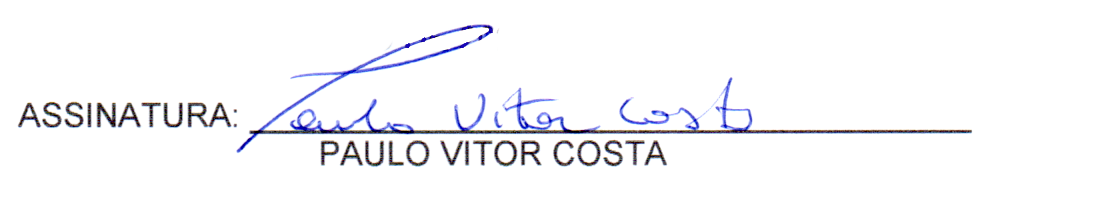 ASSINATURA: Paulo Vitor Costa
PAULO VITOR COSTA